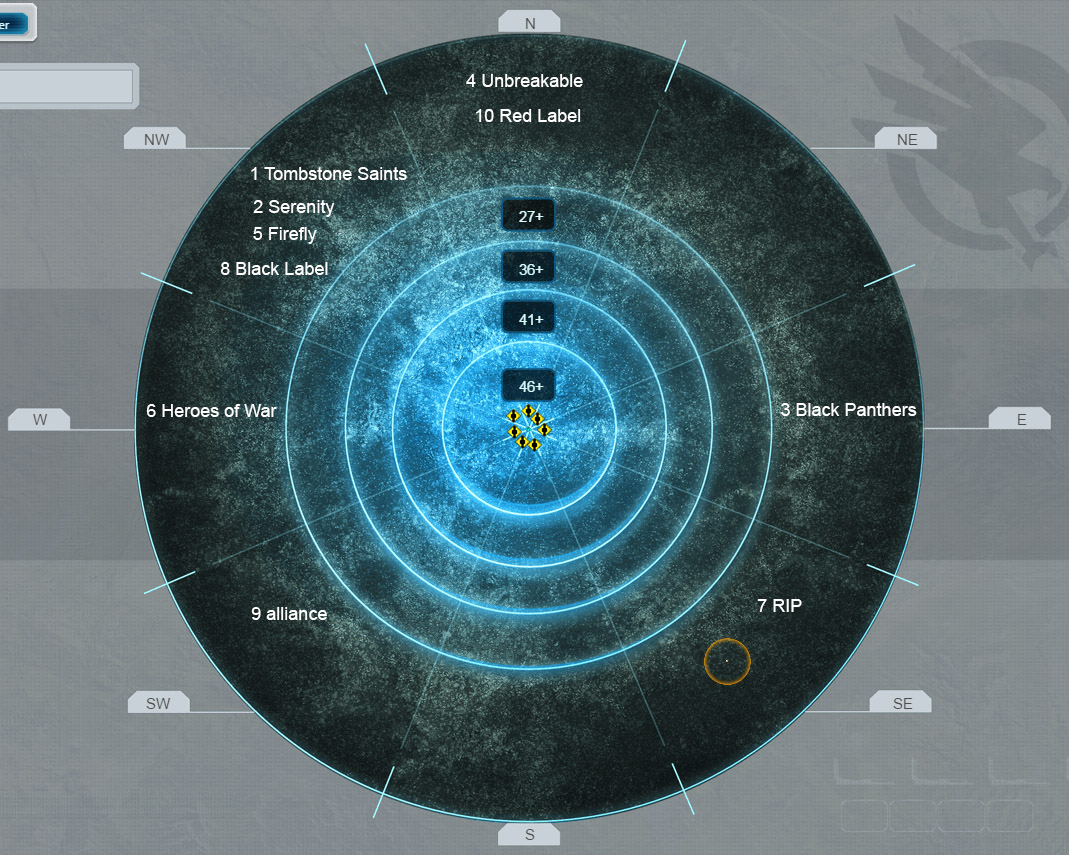 er
N
4 Unbreakable
10 Red Label
NW
NE
1 Tombstone Saints
2 Serenity
27+
5 Firefly
8 Black Label
36+
41+
46+
6 Heroes of War
3 Black Panthers
W
E
7 RIP
9 alliance
SW
SE
S